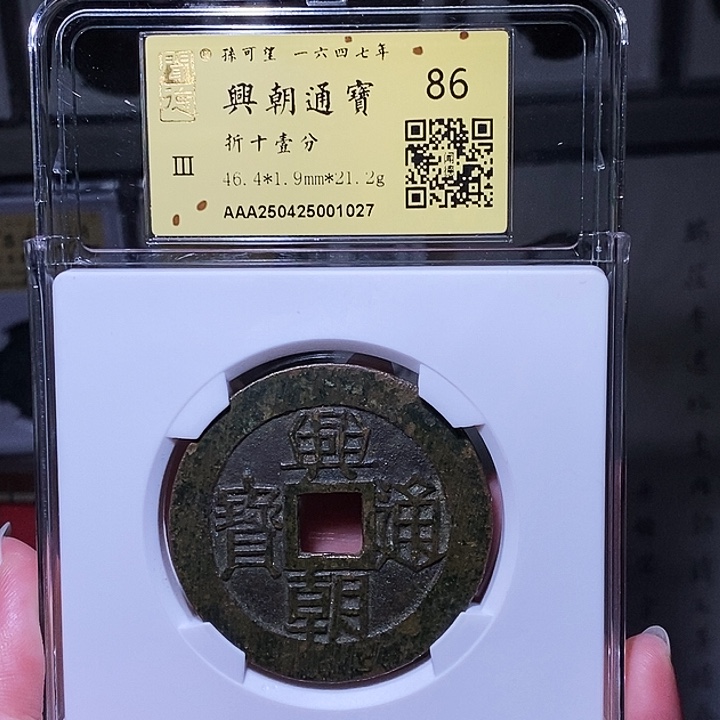 孫可望 一六四七年
興朝通寶
86
折十壹分
III
46.4*1.9mm*21.2g
AAA250425001027
興朝通寶